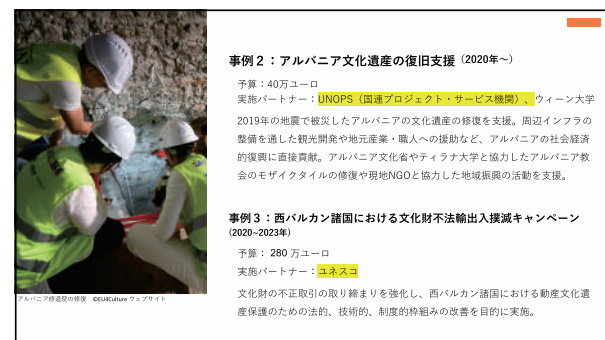 事例２：アルバニア文化遺産の復旧支援（2020年～）
予算：40万ユーロ
実施パートナー：UNOPS（国連プロジェクト・サービス機関）、ウィーン大学
2019年の地震で被災したアルバニアの文化遺産の修復を支援。周辺インフラの
整備を通した観光開発や地元産業・職人への援助など、アルバニアの社会経済
的復興に直接貢献。アルバニア文化省やティラナ大学と協力したアルバニア教
会のモザイクタイルの修復や現地NGOと協力した地域振興の活動を支援。
事例３：西バルカン諸国における文化財不法輸出入撲滅キャンペーン
(2020~2023年)
予算： 280 万ユーロ
実施パートナー：ユネスコ
文化財の不正取引の取り締まりを強化し、西バルカン諸国における動産文化遺
産保護のための法的、技術的、制度的枠組みの改善を目的に実施。
アルバニア修道院の修復　©EU4Culture ウェブサイト